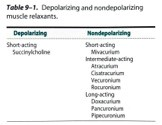 Table 9–1. Depolarizing and nondepolarizing
muscle relaxants.
Depolarizing Nondepolarizing
Short-acting Short-acting
Succinylcholine Mivacurium
Intermediate-acting
Atracurium
Cisatracurium
Vecuronium
Rocuronium
Long-acting
Doxacurium
Pancuronium
Pipecuronium